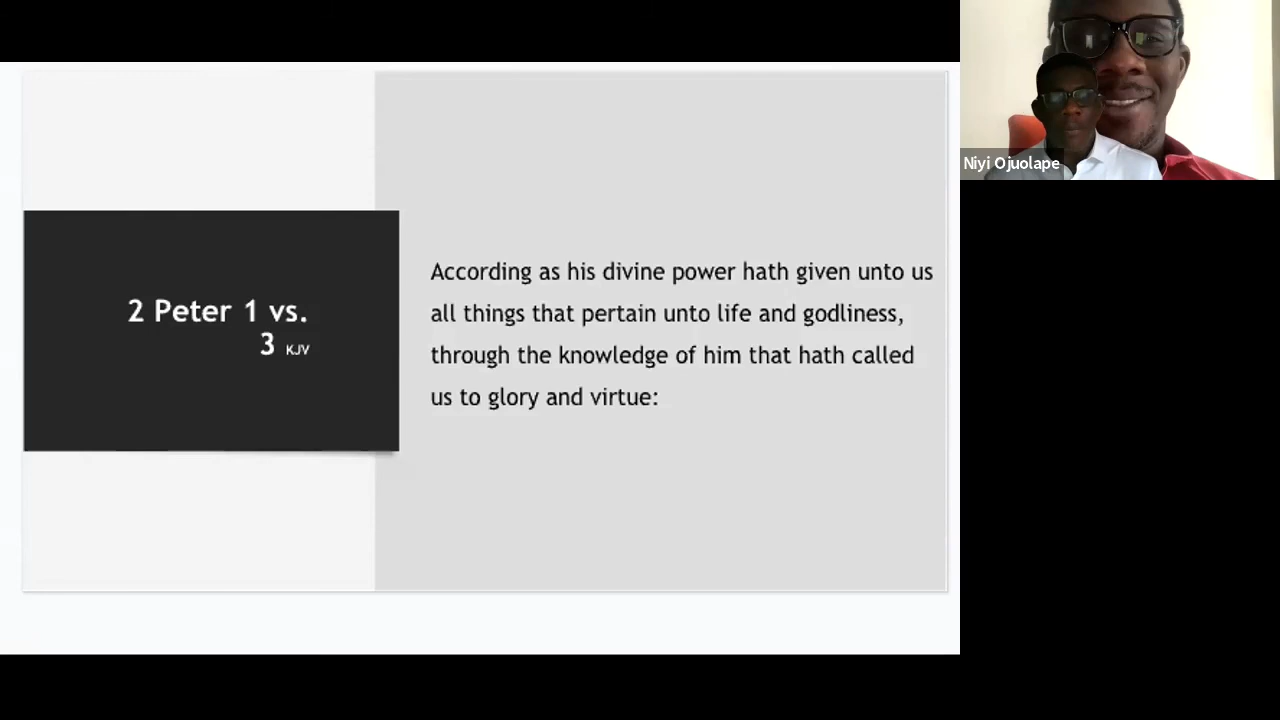 2 Peter 1 vs.
3 KJV
According as his divine power hath given unto us
all things that pertain unto life and godliness,
through the knowledge of him that hath called
us to glory and virtue:
Niyi Ojuolape